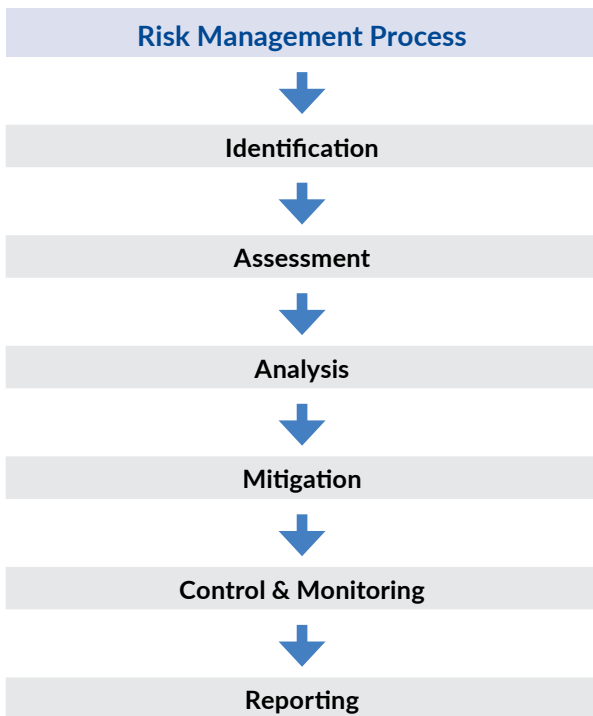 Risk Management Process
Identification
Assessment
Analysis
Mitigation
Control & Monitoring
Reporting